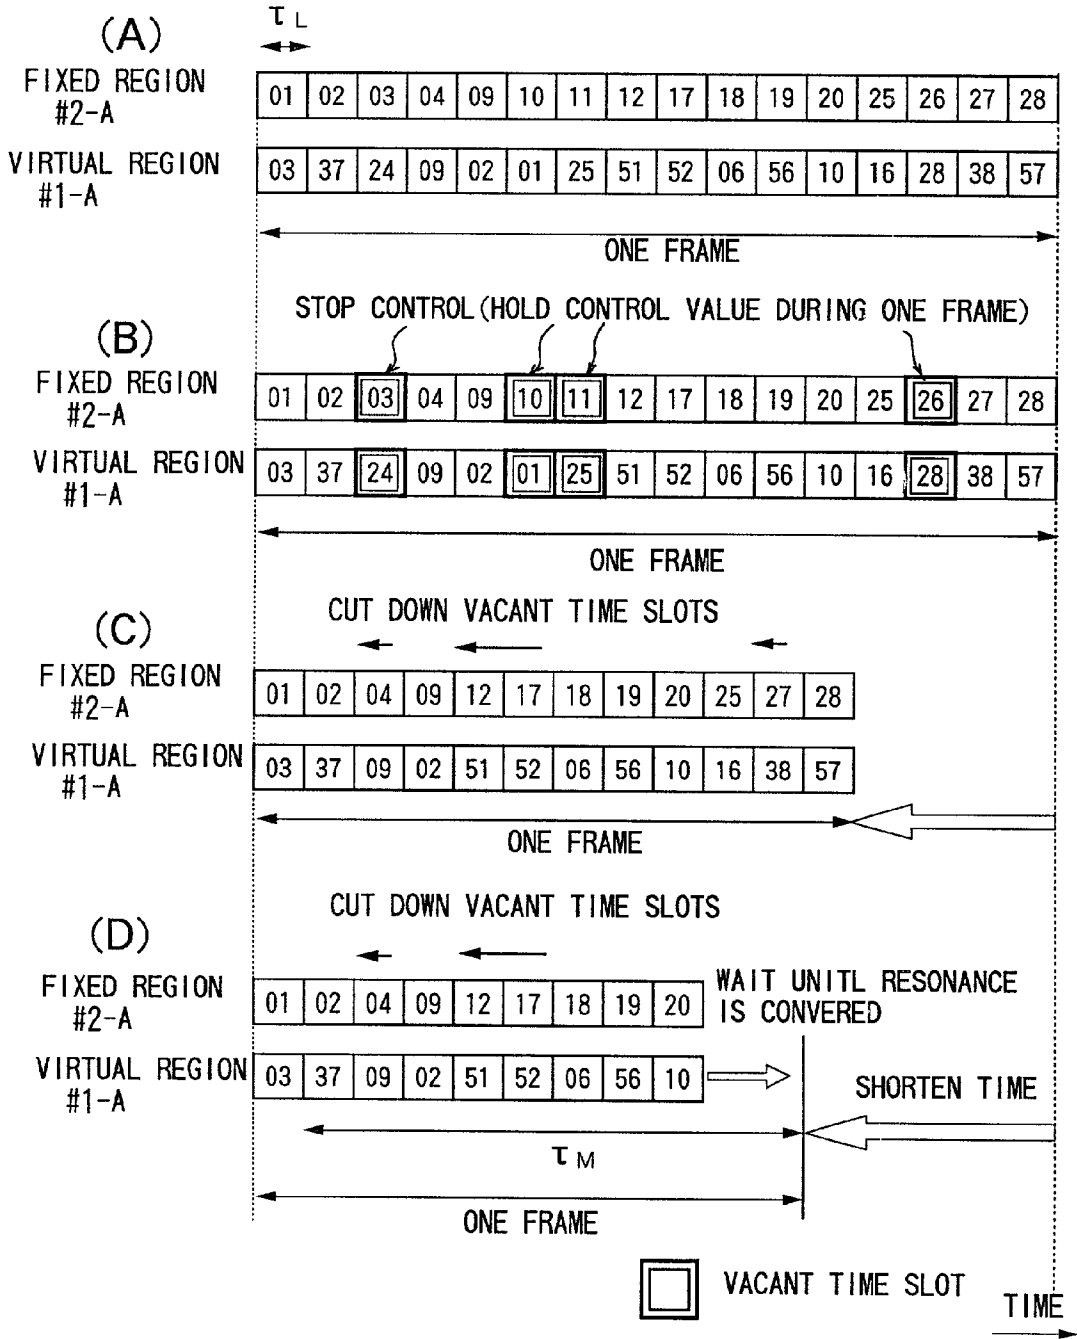 (A)
τL
FIXED REGION
#2-A
01 02 03 04 09 10 11 12 17 18 19 20 25 26 27 28
VIRTUAL REGION
#1-A
03 37 24 09 02 01 25 51 52 06 56 10 16 28 38 57
ONE FRAME
STOP CONTROL(HOLD CONTROL VALUE DURING ONE FRAME)
(B)
FIXED REGION
#2-A
01 02 03 04 09 10 11 12 17 18 19 20 25 26 27 28
VIRTUAL REGION
#1-A
03 37 24 09 02 01 25 51 52 06 56 10 16 28 38 57
ONE FRAME
CUT DOWN VACANT TIME SLOTS
(C)
FIXED REGION
#2-A
01 02 04 09 12 17 18 19 20 25 27 28
VIRTUAL REGION
#1-A
03 37 09 02 51 52 06 56 10 16 38 57
ONE FRAME
CUT DOWN VACANT TIME SLOTS
(D)
FIXED REGION
#2-A
01 02 04 09 12 17 18 19 20
WAIT UNITL RESONANCE
IS CONVERED
VIRTUAL REGION
#1-A
03 37 09 02 51 52 06 56 10
SHORTEN TIME
τM
ONE FRAME
VACANT TIME SLOT
TIME